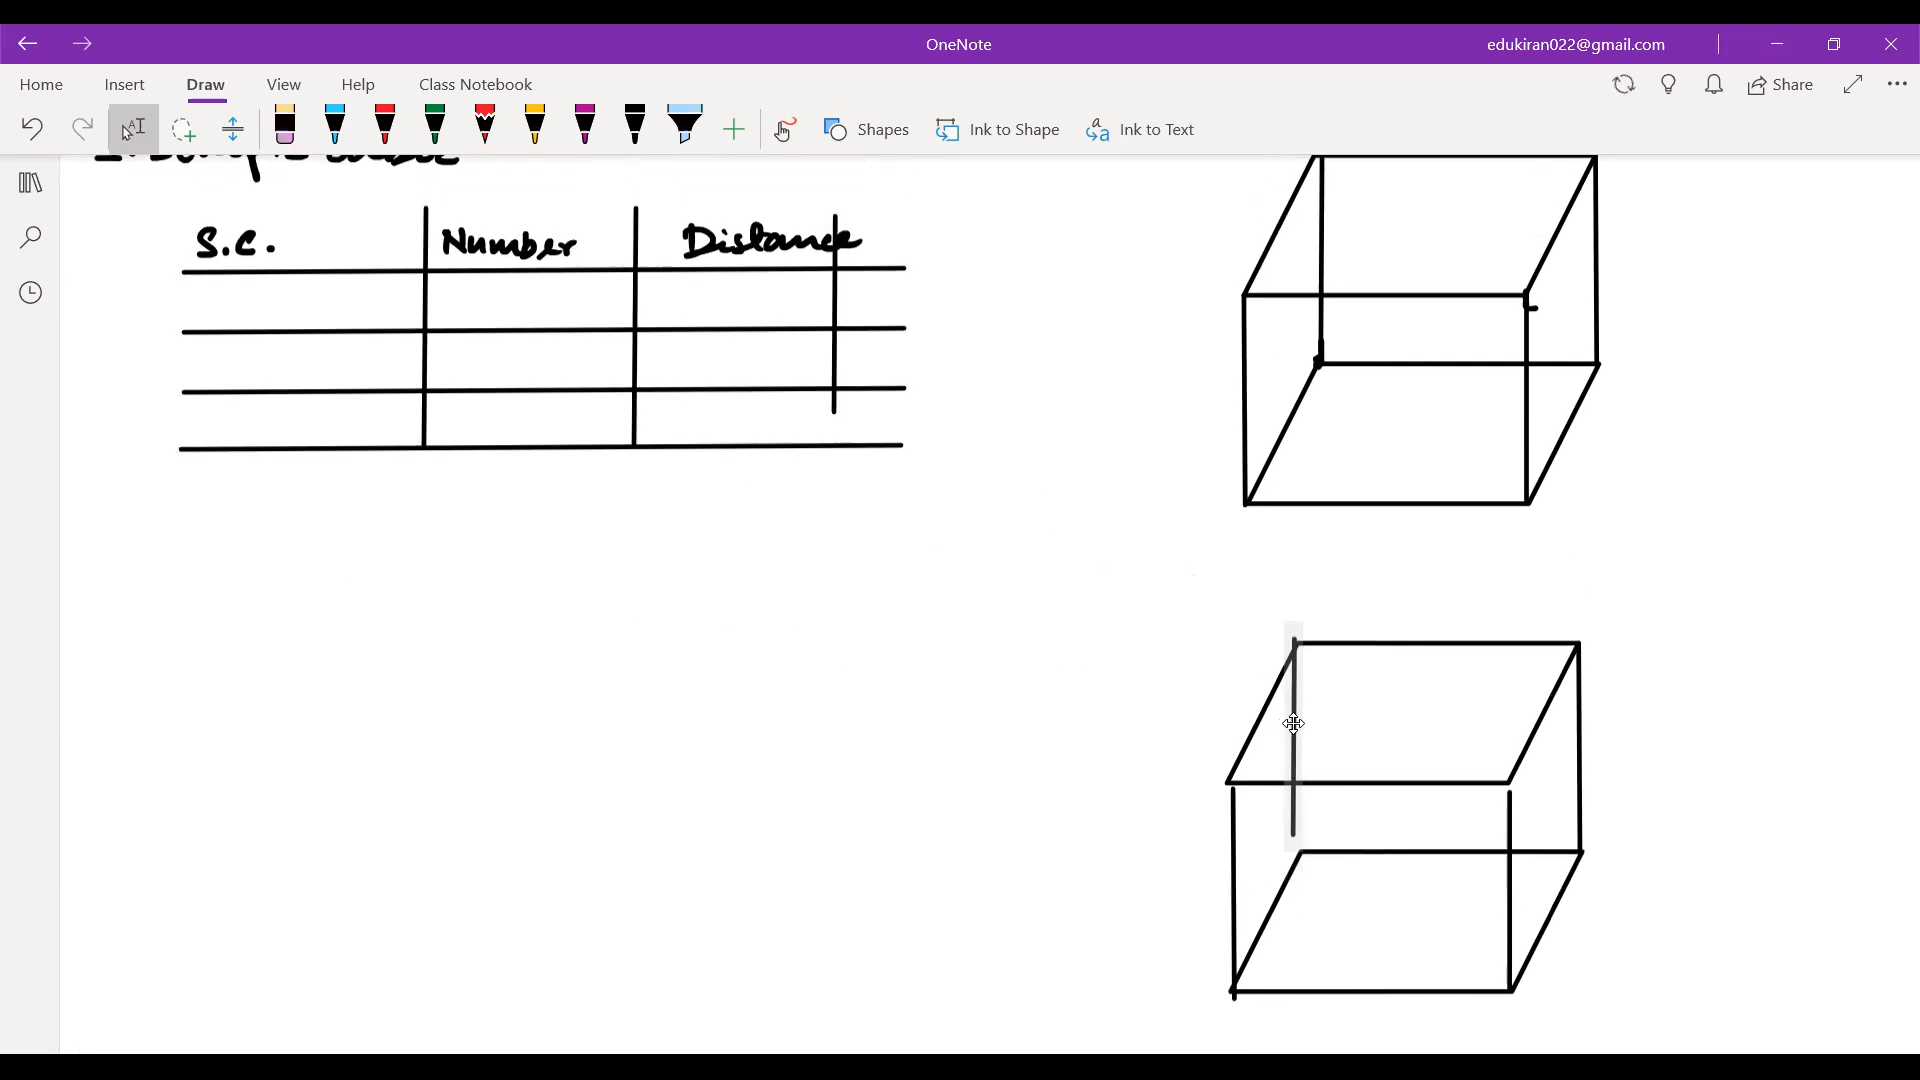 OneNote
edukiran022@gmail.com
Home Insert Draw View Help Class Notebook
Share
Shapes Ink to Shape Ink to Text
S.C. Number Distance